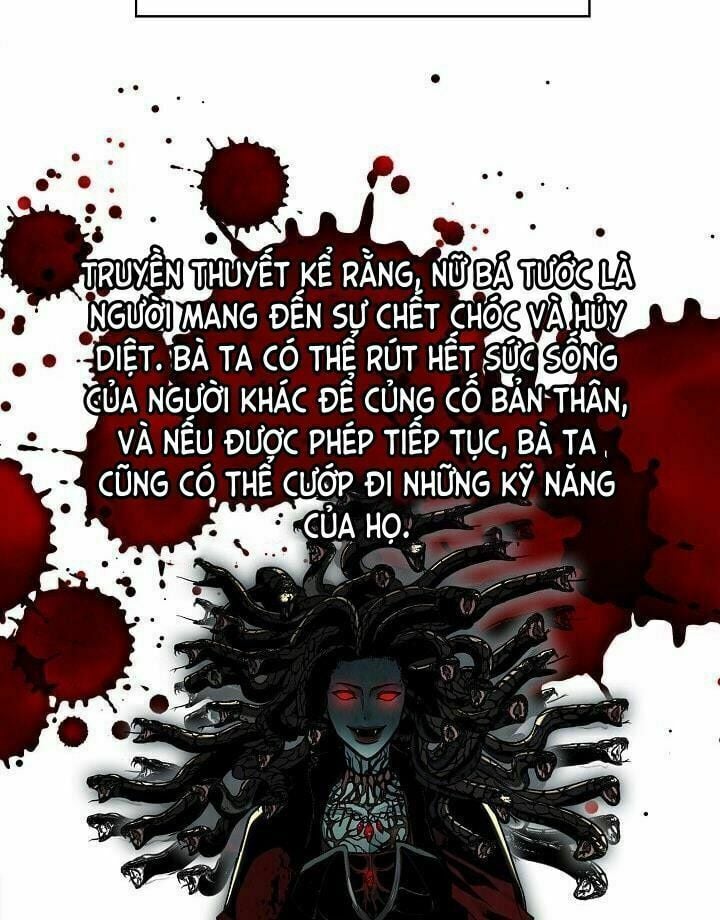 TRUYỀN THUYẾT KỂ RẰNG, NỮ BÁ TƯỚC LÀ
NGƯỜI MANG ĐẾN SỰ CHẾT CHÓC VÀ HỦY
DIỆT. BÀ TA CÓ THỂ RÚT HẾT SỨC SỐNG
CỦA NGƯỜI KHÁC ĐỂ CỦNG CỐ BẢN THÂN,
VÀ NẾU ĐƯỢC PHÉP TIẾP TỤC, BÀ TA
CŨNG CÓ THỂ CƯỚP ĐI NHỮNG KỸ NĂNG
CỦA HỌ.